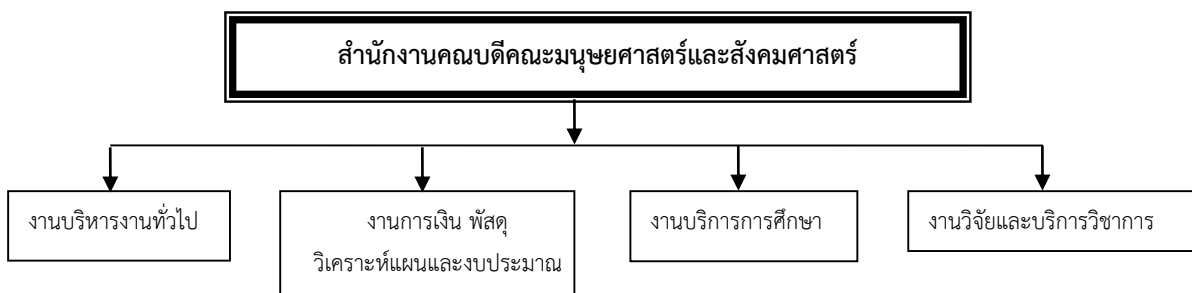 สำนักงานคณบดีคณะมนุษยศาสตร์และสังคมศาสตร์
งานบริหารงานทั่วไป
งานการเงิน พัสดุ
วิเคราะห์แผนและงบประมาณ
งานบริการการศึกษา
งานวิจัยและบริการวิชาการ